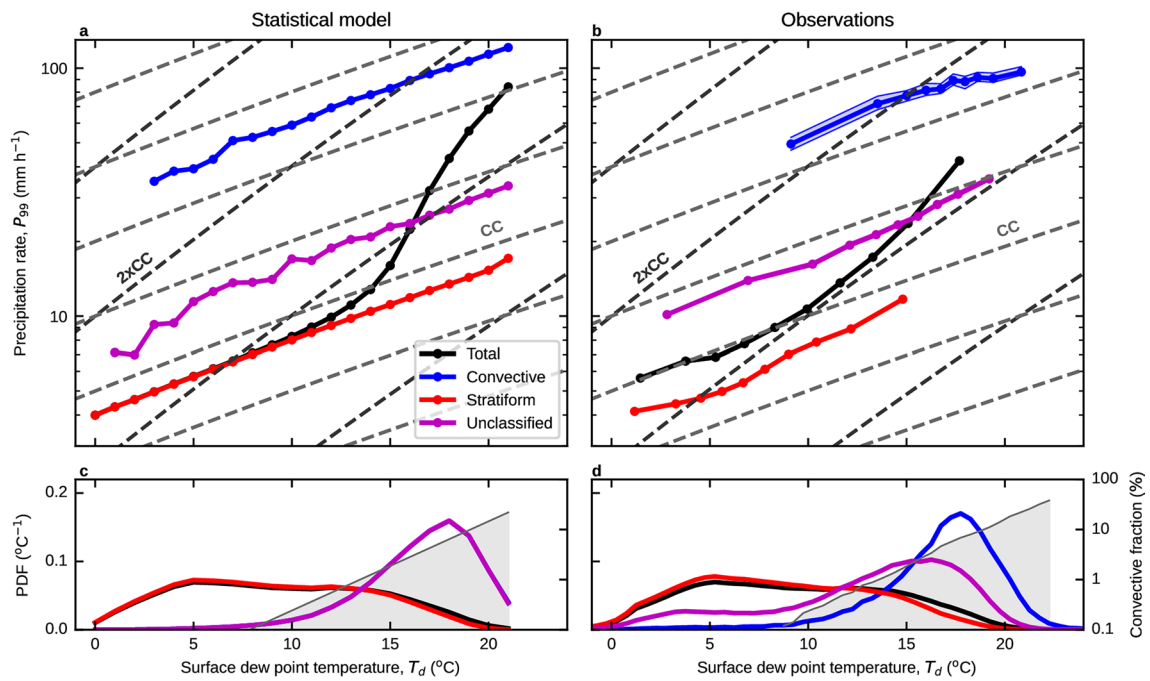 Statistical model
Observations
a
b
100
10
Precipitation rate, P99 (mm h−1)
2xCC
CC
Total
Convective
Stratiform
Unclassified
100
10
2xCC
CC
c
d
0.2
0.1
0.0
PDF (°C−1)
0
5
10
15
20
Surface dew point temperature, Td (°C)
0
5
10
15
20
Surface dew point temperature, Td (°C)
100
10
1
0.1
Convective fraction (%)